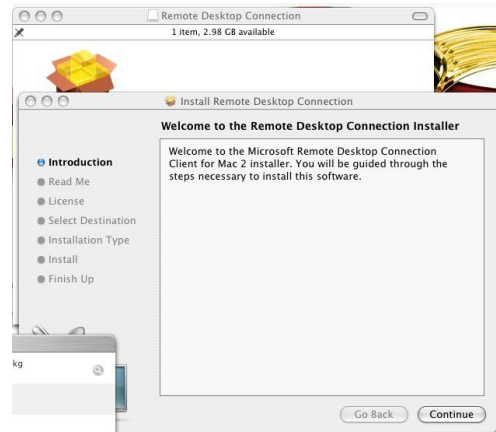 Remote Desktop Connection
1 item, 2.98 GB available
Install Remote Desktop Connection
Welcome to the Remote Desktop Connection Installer
Introduction
Read Me
License
Select Destination
Installation Type
Install
Finish Up
Welcome to the Microsoft Remote Desktop Connection
Client for Mac 2 installer. You will be guided through the
steps necessary to install this software.
kg
Go Back
Continue